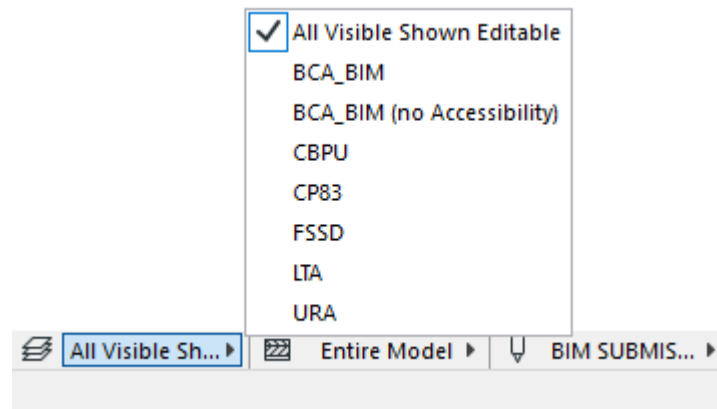 All Visible Shown Editable
BCA_BIM
BCA_BIM (no Accessibility)
CBPU
CP83
FSSD
LTA
URA
All Visible Sh... Entire Model BIM SUBMIS...